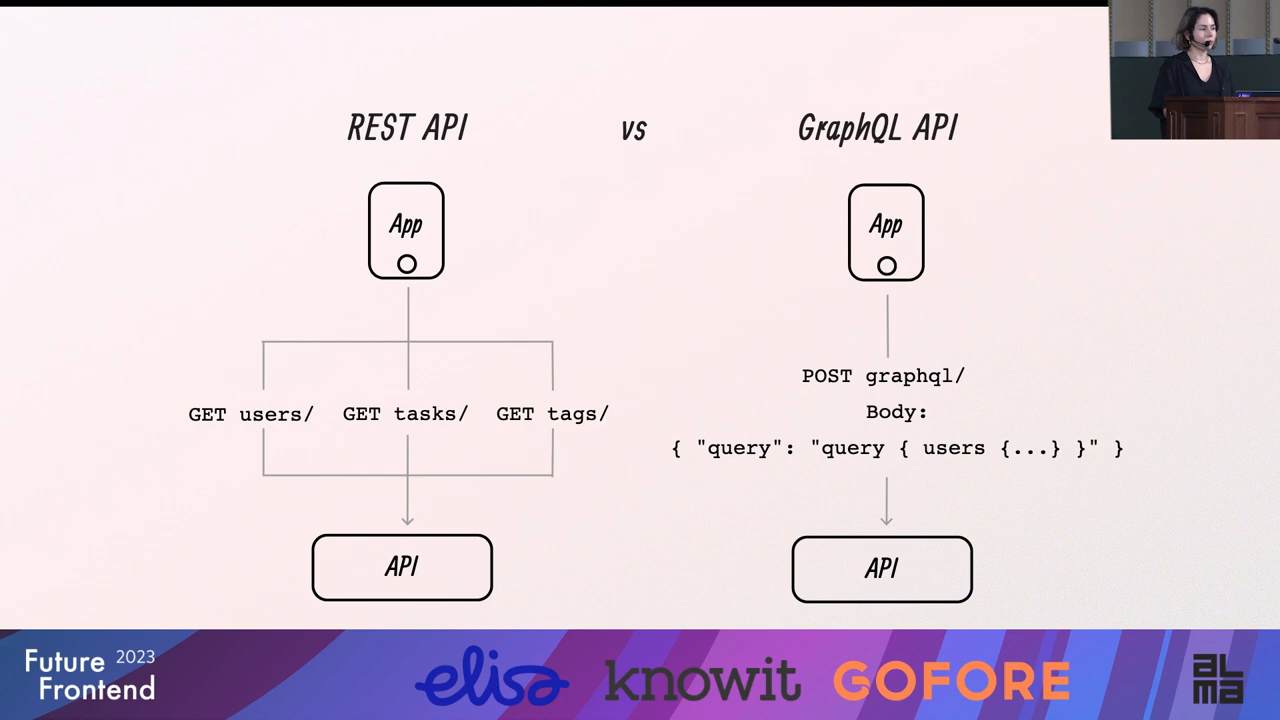 REST API
vs
GraphQL API
App
App
GET users/
GET tasks/
GET tags/
POST graphql/
Body:
{ "query": "query { users {...} }" }
API
API
Future 2023
Frontend
elisa
knowit
GOFORE
ALMA